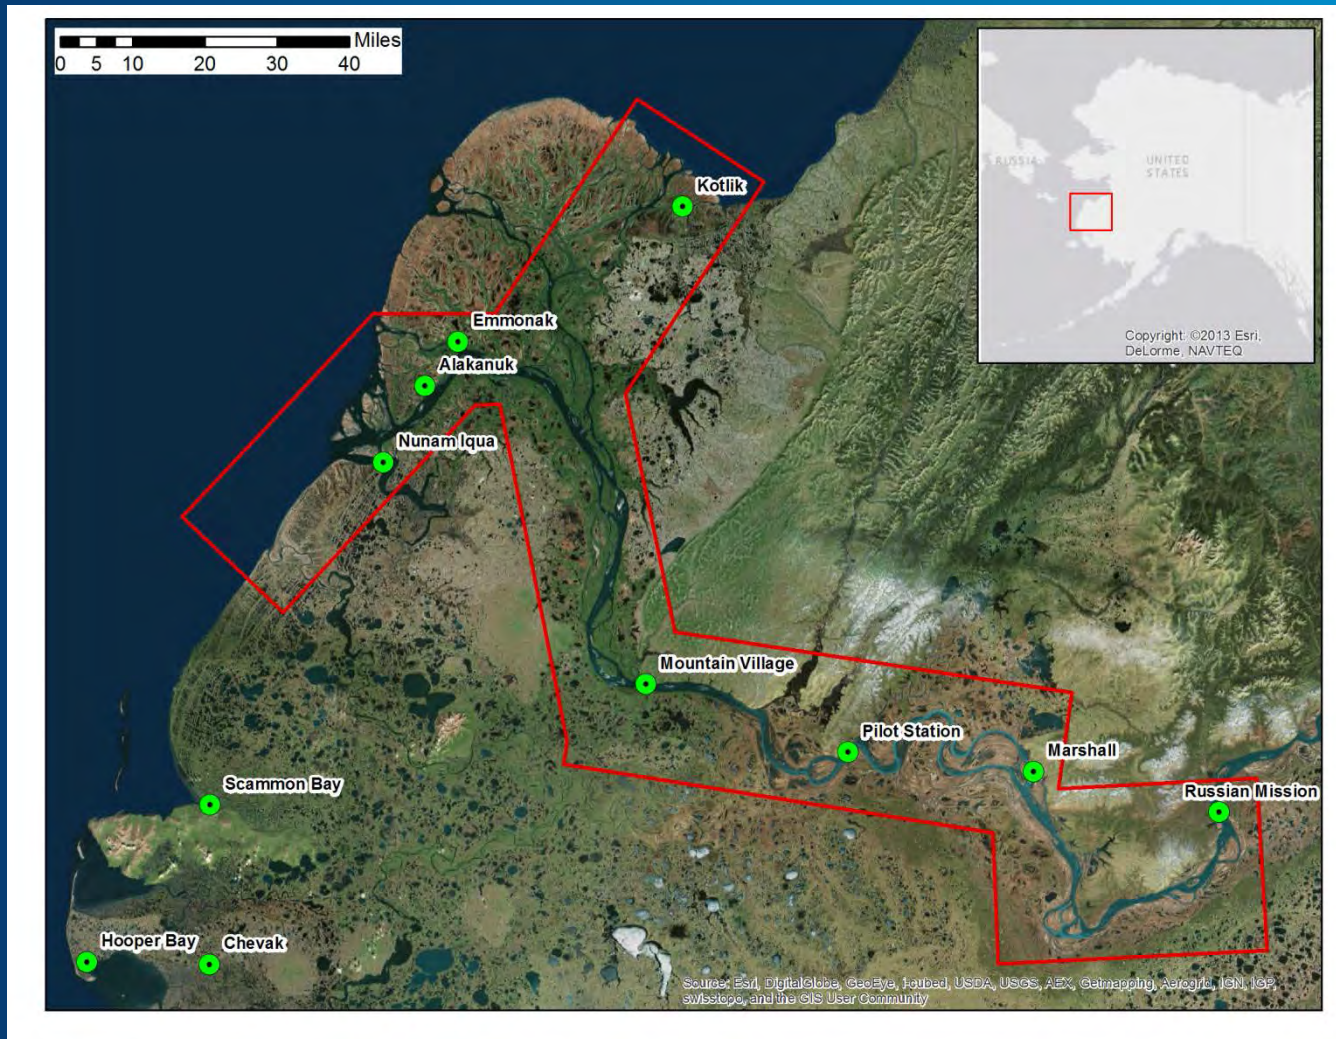 Miles
0 5 10 20 30 40
RUSSIA
UNITED
STATES
Copyright: ©2013 Esri,
DeLorme, NAVTEQ
Kotlik
Emmonak
Alakanuk
Nunam Iqua
Mountain Village
Pilot Station
Marshall
Russian Mission
Scammon Bay
Hooper Bay
Chevak
Source: Esri, DigitalGlobe, GeoEye, i-cubed, USDA, USGS, AEX, Getmapping, Aerogrid, IGN, IGP,
swisstopo, and the GIS User Community